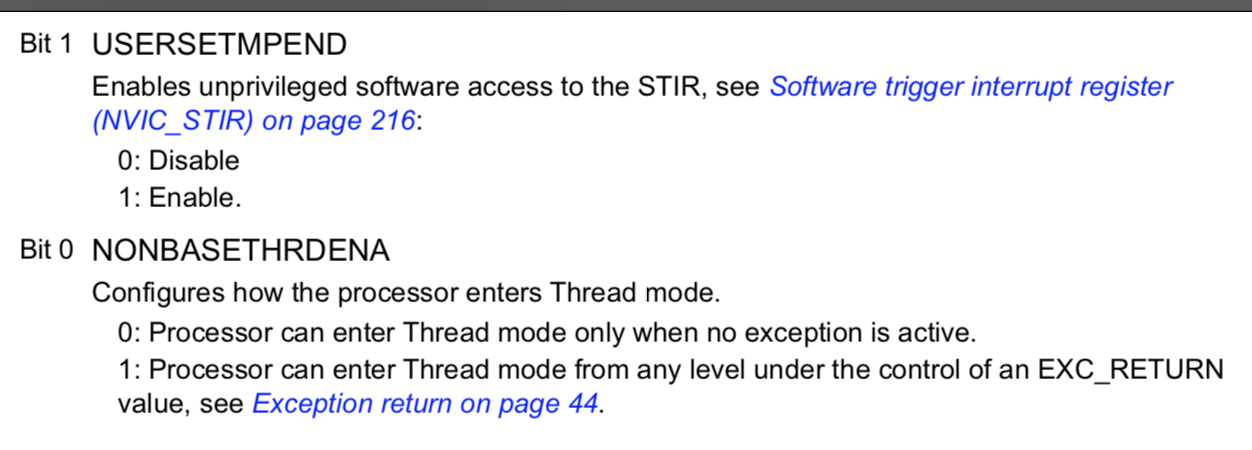 Bit 1 USERSETMPEND
Enables unprivileged software access to the STIR, see Software trigger interrupt register
(NVIC_STIR) on page 216:
0: Disable
1: Enable.
Bit 0 NONBASETHRDENA
Configures how the processor enters Thread mode.
0: Processor can enter Thread mode only when no exception is active.
1: Processor can enter Thread mode from any level under the control of an EXC_RETURN
value, see Exception return on page 44.